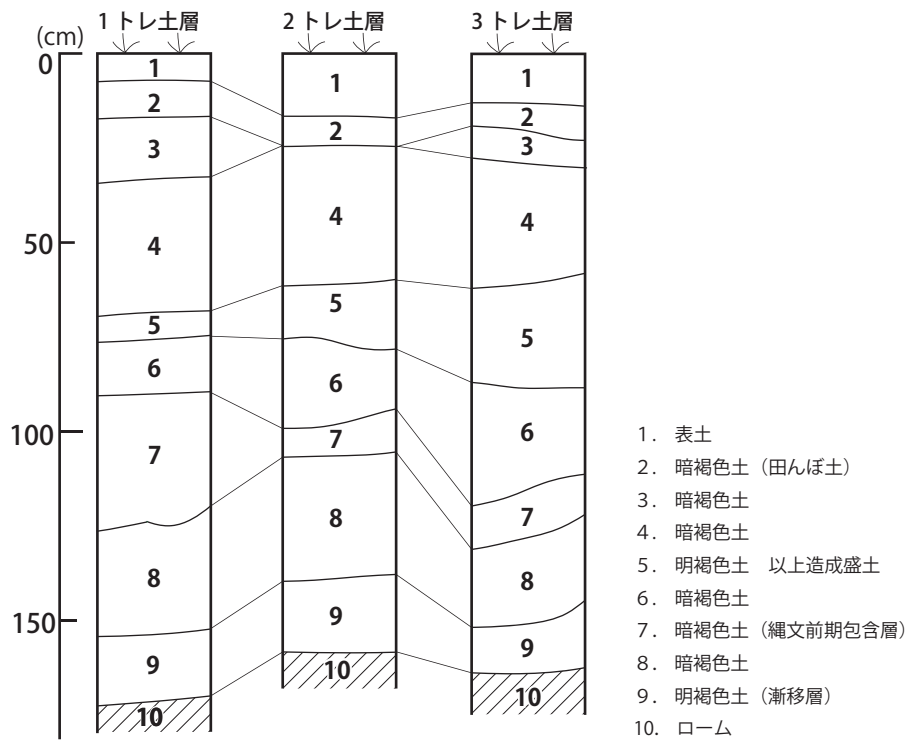 1 トレ土層
2 トレ土層
3 トレ土層
(cm)
0
50
100
150
1
2
3
4
5
6
7
8
9
10
1
2
4
5
6
7
8
9
10
1
2
3
4
5
6
7
8
9
10
1. 表土
2. 暗褐色土（田んぼ土）
3. 暗褐色土
4. 暗褐色土
5. 明褐色土　以上造成盛土
6. 暗褐色土
7. 暗褐色土（縄文前期包含層）
8. 暗褐色土
9. 明褐色土（漸移層）
10. ローム